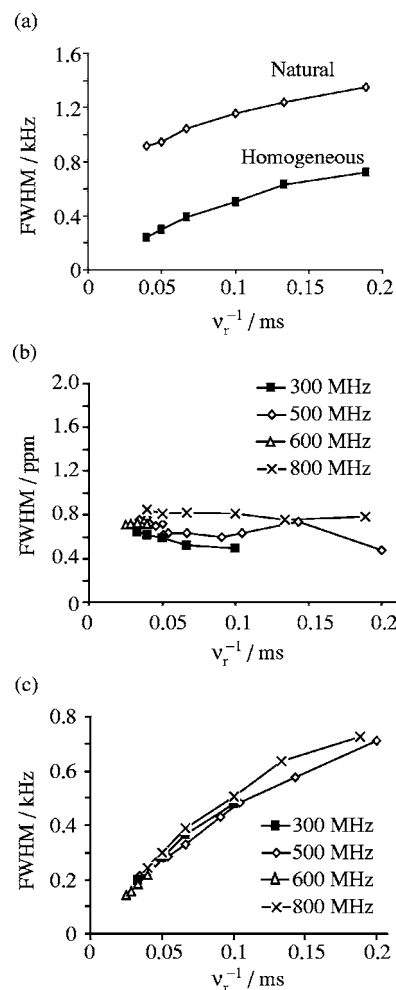 (a)
1.6
Natural
1.2
0.8
Homogeneous
0.4
0
FWHM / kHz
0 0.05 0.1 0.15 0.2
νr⁻¹ / ms
(b)
2.0
300 MHz
1.6
500 MHz
600 MHz
1.2
800 MHz
0.8
0.4
0
FWHM / ppm
0 0.05 0.1 0.15 0.2
νr⁻¹ / ms
(c)
0.8
0.6
0.4
300 MHz
500 MHz
0.2
600 MHz
800 MHz
0
FWHM / kHz
0 0.05 0.1 0.15 0.2
νr⁻¹ / ms